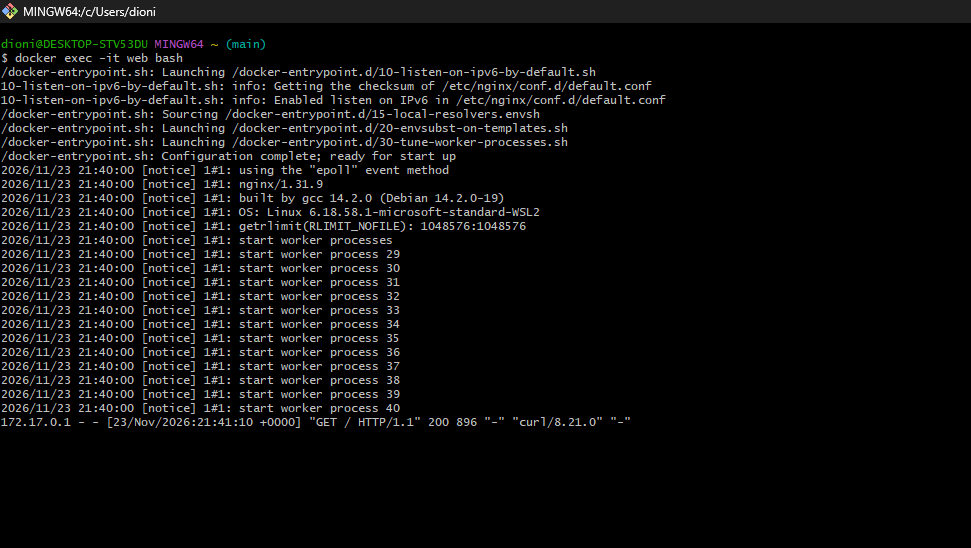 MINGW64:/c/Users/dioni
dioni@DESKTOP-STV53DU MINGW64 ~ (main)
$ docker exec -it web bash
/docker-entrypoint.sh: Launching /docker-entrypoint.d/10-listen-on-ipv6-by-default.sh
10-listen-on-ipv6-by-default.sh: info: Getting the checksum of /etc/nginx/conf.d/default.conf
10-listen-on-ipv6-by-default.sh: info: Enabled listen on IPv6 in /etc/nginx/conf.d/default.conf
/docker-entrypoint.sh: Sourcing /docker-entrypoint.d/15-local-resolvers.envsh
/docker-entrypoint.sh: Launching /docker-entrypoint.d/20-envsubst-on-templates.sh
/docker-entrypoint.sh: Launching /docker-entrypoint.d/30-tune-worker-processes.sh
/docker-entrypoint.sh: Configuration complete; ready for start up
2026/11/23 21:40:00 [notice] 1#1: using the "epoll" event method
2026/11/23 21:40:00 [notice] 1#1: nginx/1.31.9
2026/11/23 21:40:00 [notice] 1#1: built by gcc 14.2.0 (Debian 14.2.0-19)
2026/11/23 21:40:00 [notice] 1#1: OS: Linux 6.18.58.1-microsoft-standard-WSL2
2026/11/23 21:40:00 [notice] 1#1: getrlimit(RLIMIT_NOFILE): 1048576:1048576
2026/11/23 21:40:00 [notice] 1#1: start worker processes
2026/11/23 21:40:00 [notice] 1#1: start worker process 29
2026/11/23 21:40:00 [notice] 1#1: start worker process 30
2026/11/23 21:40:00 [notice] 1#1: start worker process 31
2026/11/23 21:40:00 [notice] 1#1: start worker process 32
2026/11/23 21:40:00 [notice] 1#1: start worker process 33
2026/11/23 21:40:00 [notice] 1#1: start worker process 34
2026/11/23 21:40:00 [notice] 1#1: start worker process 35
2026/11/23 21:40:00 [notice] 1#1: start worker process 36
2026/11/23 21:40:00 [notice] 1#1: start worker process 37
2026/11/23 21:40:00 [notice] 1#1: start worker process 38
2026/11/23 21:40:00 [notice] 1#1: start worker process 39
2026/11/23 21:40:00 [notice] 1#1: start worker process 40
172.17.0.1 - - [23/Nov/2026:21:41:10 +0000] "GET / HTTP/1.1" 200 896 "-" "curl/8.21.0" "-"